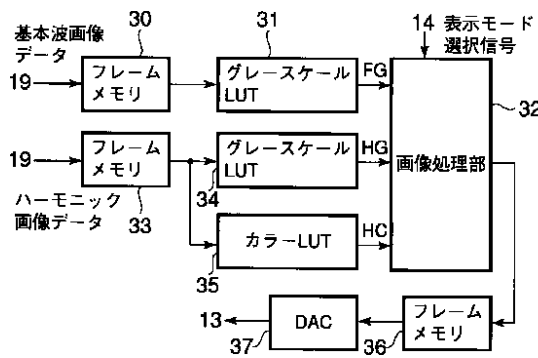 基本波画像
データ
30
31
14
表示モード
選択信号
19
フレーム
メモリ
グレースケール
LUT
FG
32
19
フレーム
メモリ
グレースケール
LUT
HG
画像処理部
ハーモニック
画像データ
33
34
カラーLUT
HC
35
13
DAC
フレーム
メモリ
37
36